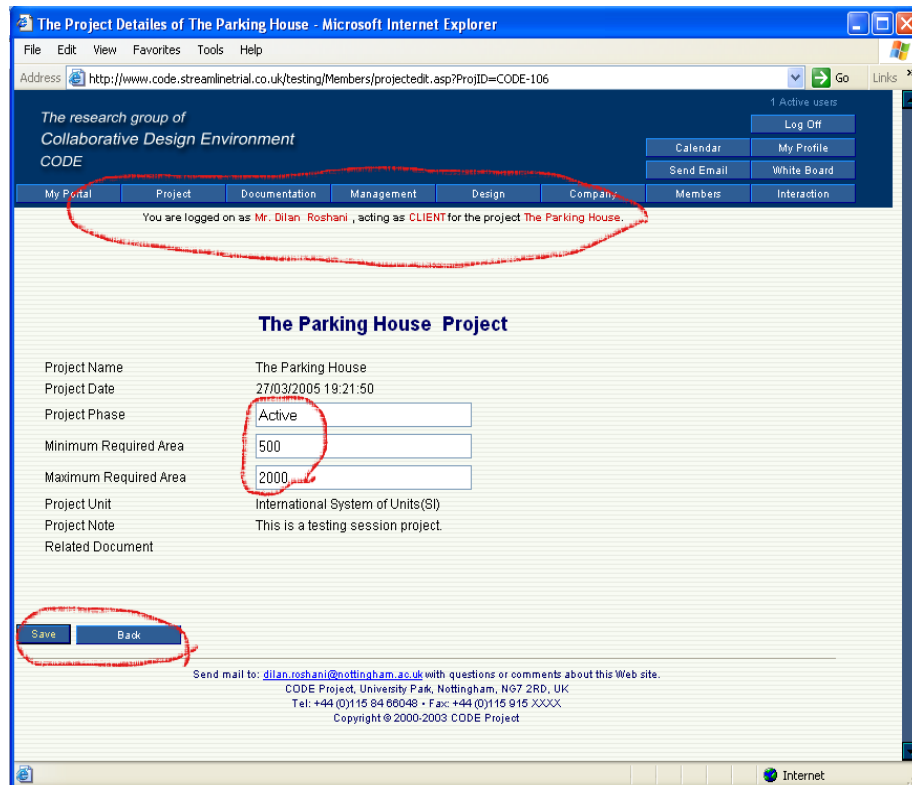 The Project Detailes of The Parking House - Microsoft Internet Explorer
File Edit View Favorites Tools Help
Address http://www.code.streamlinetrial.co.uk/testing/Members/projectedit.asp?ProjID=CODE-106 Go Links »
1 Active users
The research group of
Log Off
Collaborative Design Environment
Calendar My Profile
CODE
Send Email White Board
My Portal Project Documentation Management Design Company Members Interaction
You are logged on as Mr. Dilan Roshani , acting as CLIENT for the project The Parking House.
The Parking House Project
Project Name The Parking House
Project Date 27/03/2005 19:21:50
Project Phase Active
Minimum Required Area 500
Maximum Required Area 2000
Project Unit International System of Units(SI)
Project Note This is a testing session project.
Related Document
Save Back
Send mail to: dilan.roshani@nottingham.ac.uk with questions or comments about this Web site.
CODE Project, University Park, Nottingham, NG7 2RD, UK
Tel: +44 (0)115 84 66048 • Fax: +44 (0)115 915 XXXX
Copyright © 2000-2003 CODE Project
Internet